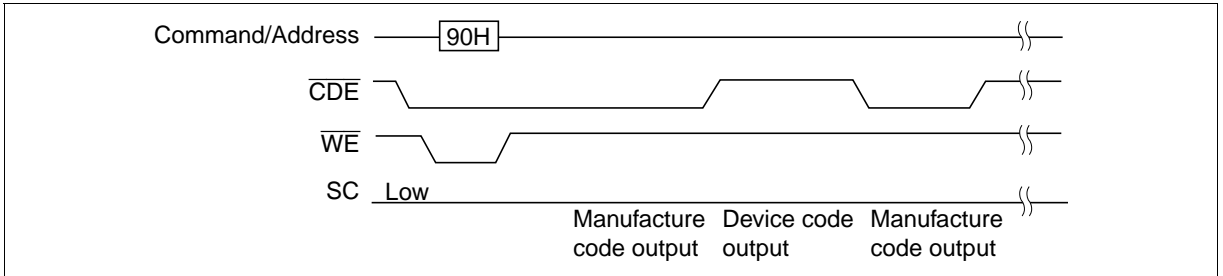 Command/Address 90H
CDE
WE
SC Low
Manufacture Device code Manufacture
code output output code output